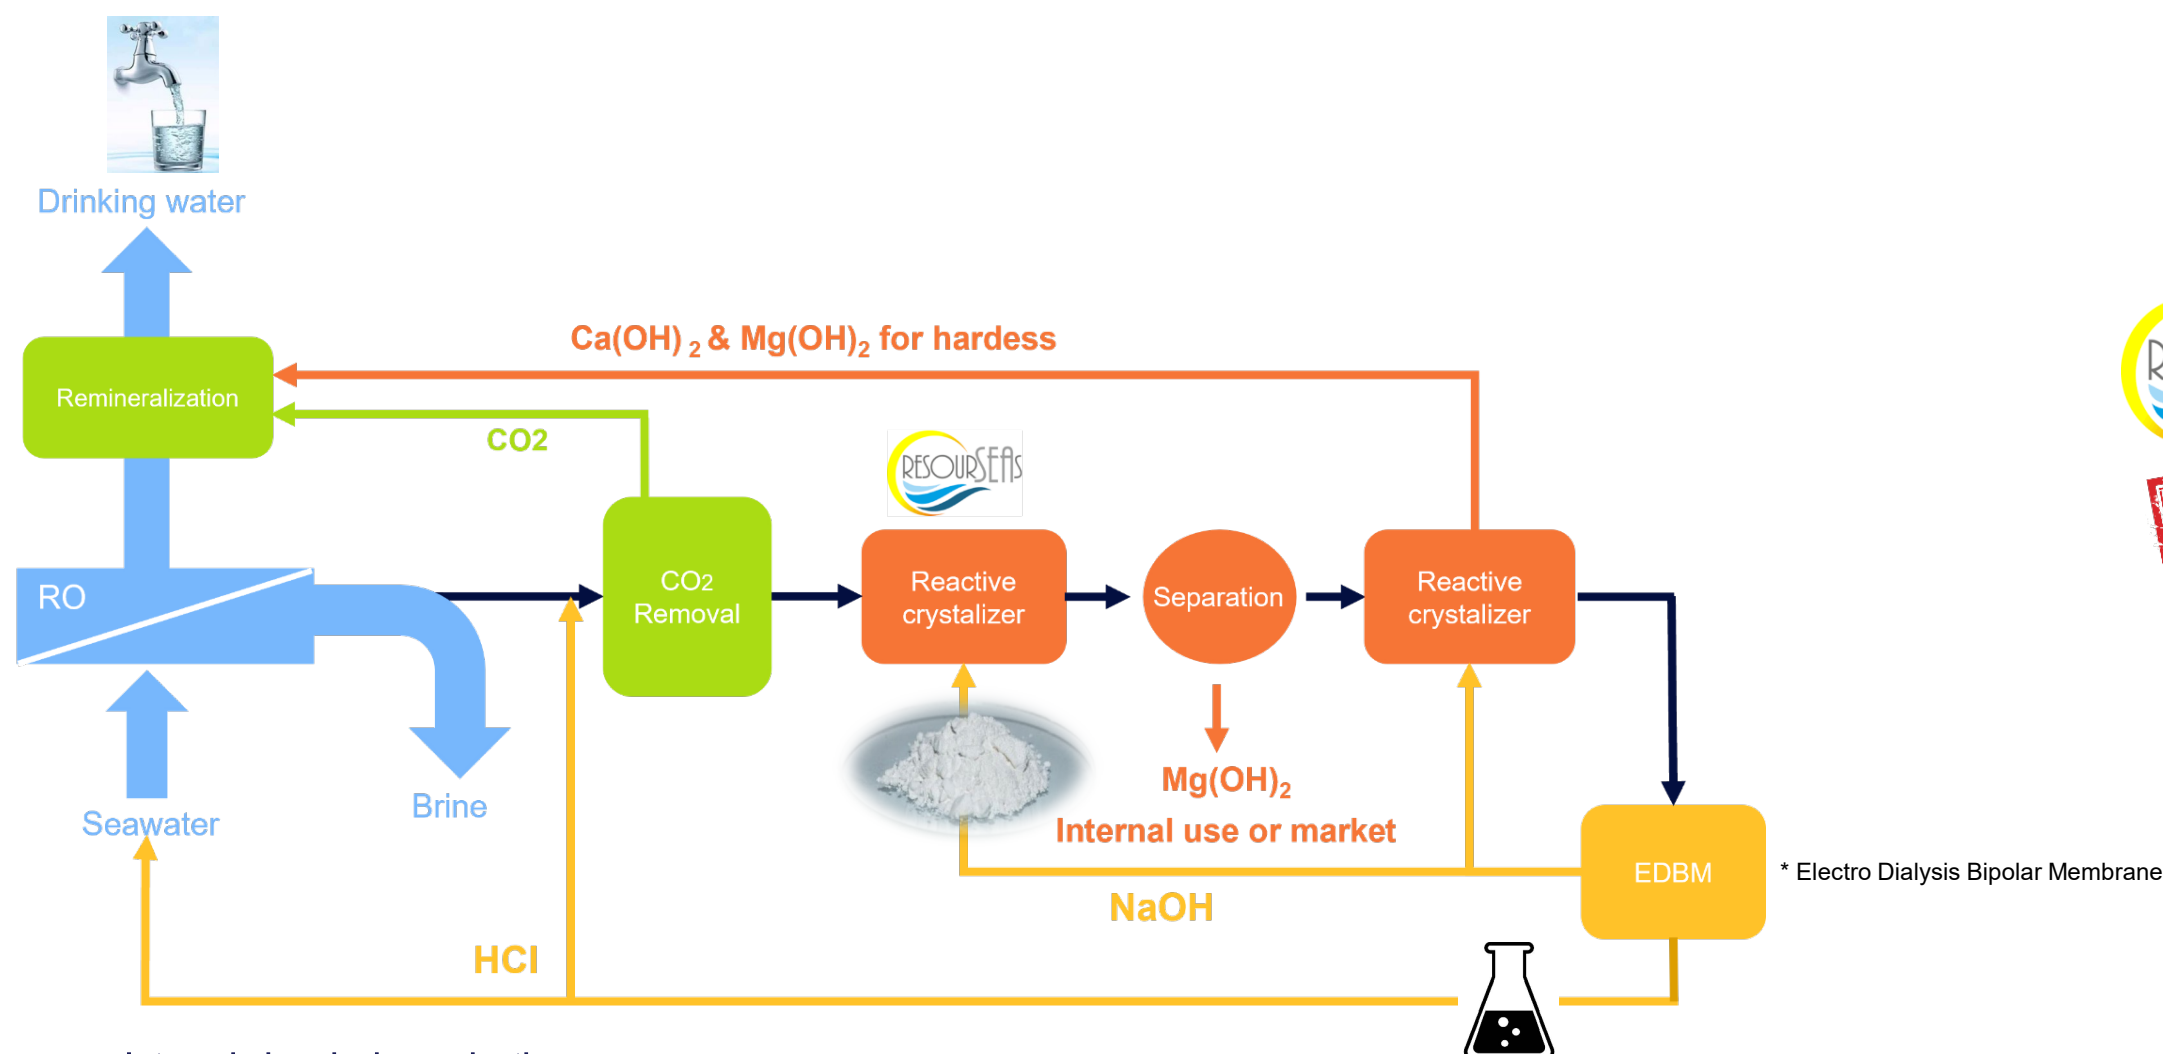 Drinking water
Ca(OH) 2 & Mg(OH)2 for hardess
Remineralization
CO2
RESOURSEAs
RO
CO2
Removal
Reactive
crystalizer
Separation
Reactive
crystalizer
Mg(OH)2
Internal use or market
Brine
Seawater
EDBM
* Electro Dialysis Bipolar Membrane
NaOH
HCl